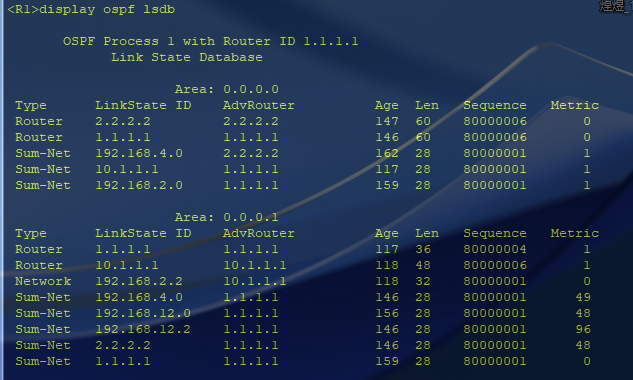 煌煜_
<R1>display ospf lsdb
OSPF Process 1 with Router ID 1.1.1.1
Link State Database
Area: 0.0.0.0
Type LinkState ID AdvRouter Age Len Sequence Metric
Router 2.2.2.2 2.2.2.2 147 60 80000006 0
Router 1.1.1.1 1.1.1.1 146 60 80000006 0
Sum-Net 192.168.4.0 2.2.2.2 162 28 80000001 1
Sum-Net 10.1.1.1 1.1.1.1 117 28 80000001 1
Sum-Net 192.168.2.0 1.1.1.1 159 28 80000001 1
Area: 0.0.0.1
Type LinkState ID AdvRouter Age Len Sequence Metric
Router 1.1.1.1 1.1.1.1 117 36 80000004 1
Router 10.1.1.1 10.1.1.1 118 48 80000006 1
Network 192.168.2.2 10.1.1.1 118 32 80000001 0
Sum-Net 192.168.4.0 1.1.1.1 146 28 80000001 49
Sum-Net 192.168.12.0 1.1.1.1 156 28 80000001 48
Sum-Net 192.168.12.2 1.1.1.1 146 28 80000001 96
Sum-Net 2.2.2.2 1.1.1.1 146 28 80000001 48
Sum-Net 1.1.1.1 1.1.1.1 159 28 80000001 0